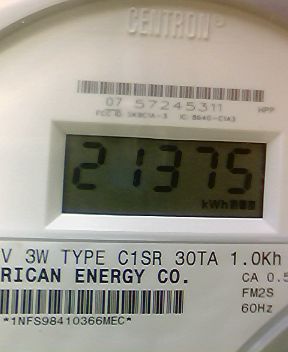 CENTRON
07 57245311 HPP
21375
kWh
V 3W TYPE C1SR 30TA 1.0Kh
RICAN ENERGY CO. CA 0.5
FM2S
*1NFS98410366MEC* 60Hz